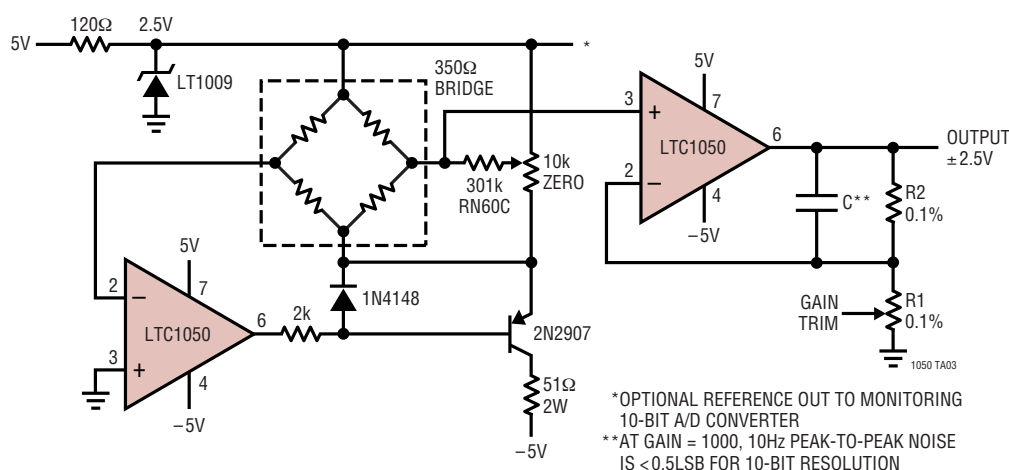 120Ω
2.5V
5V
*
LT1009
350Ω
BRIDGE
5V
7
3
+
LTC1050
6
OUTPUT
±2.5V
2
–
4
–5V
10k
ZERO
301k
RN60C
C**
R2
0.1%
5V
7
2
–
LTC1050
6
2k
3
+
4
–5V
1N4148
2N2907
51Ω
2W
–5V
GAIN
TRIM
R1
0.1%
1050 TA03
*OPTIONAL REFERENCE OUT TO MONITORING
10-BIT A/D CONVERTER
**AT GAIN = 1000, 10Hz PEAK-TO-PEAK NOISE
IS <0.5LSB FOR 10-BIT RESOLUTION